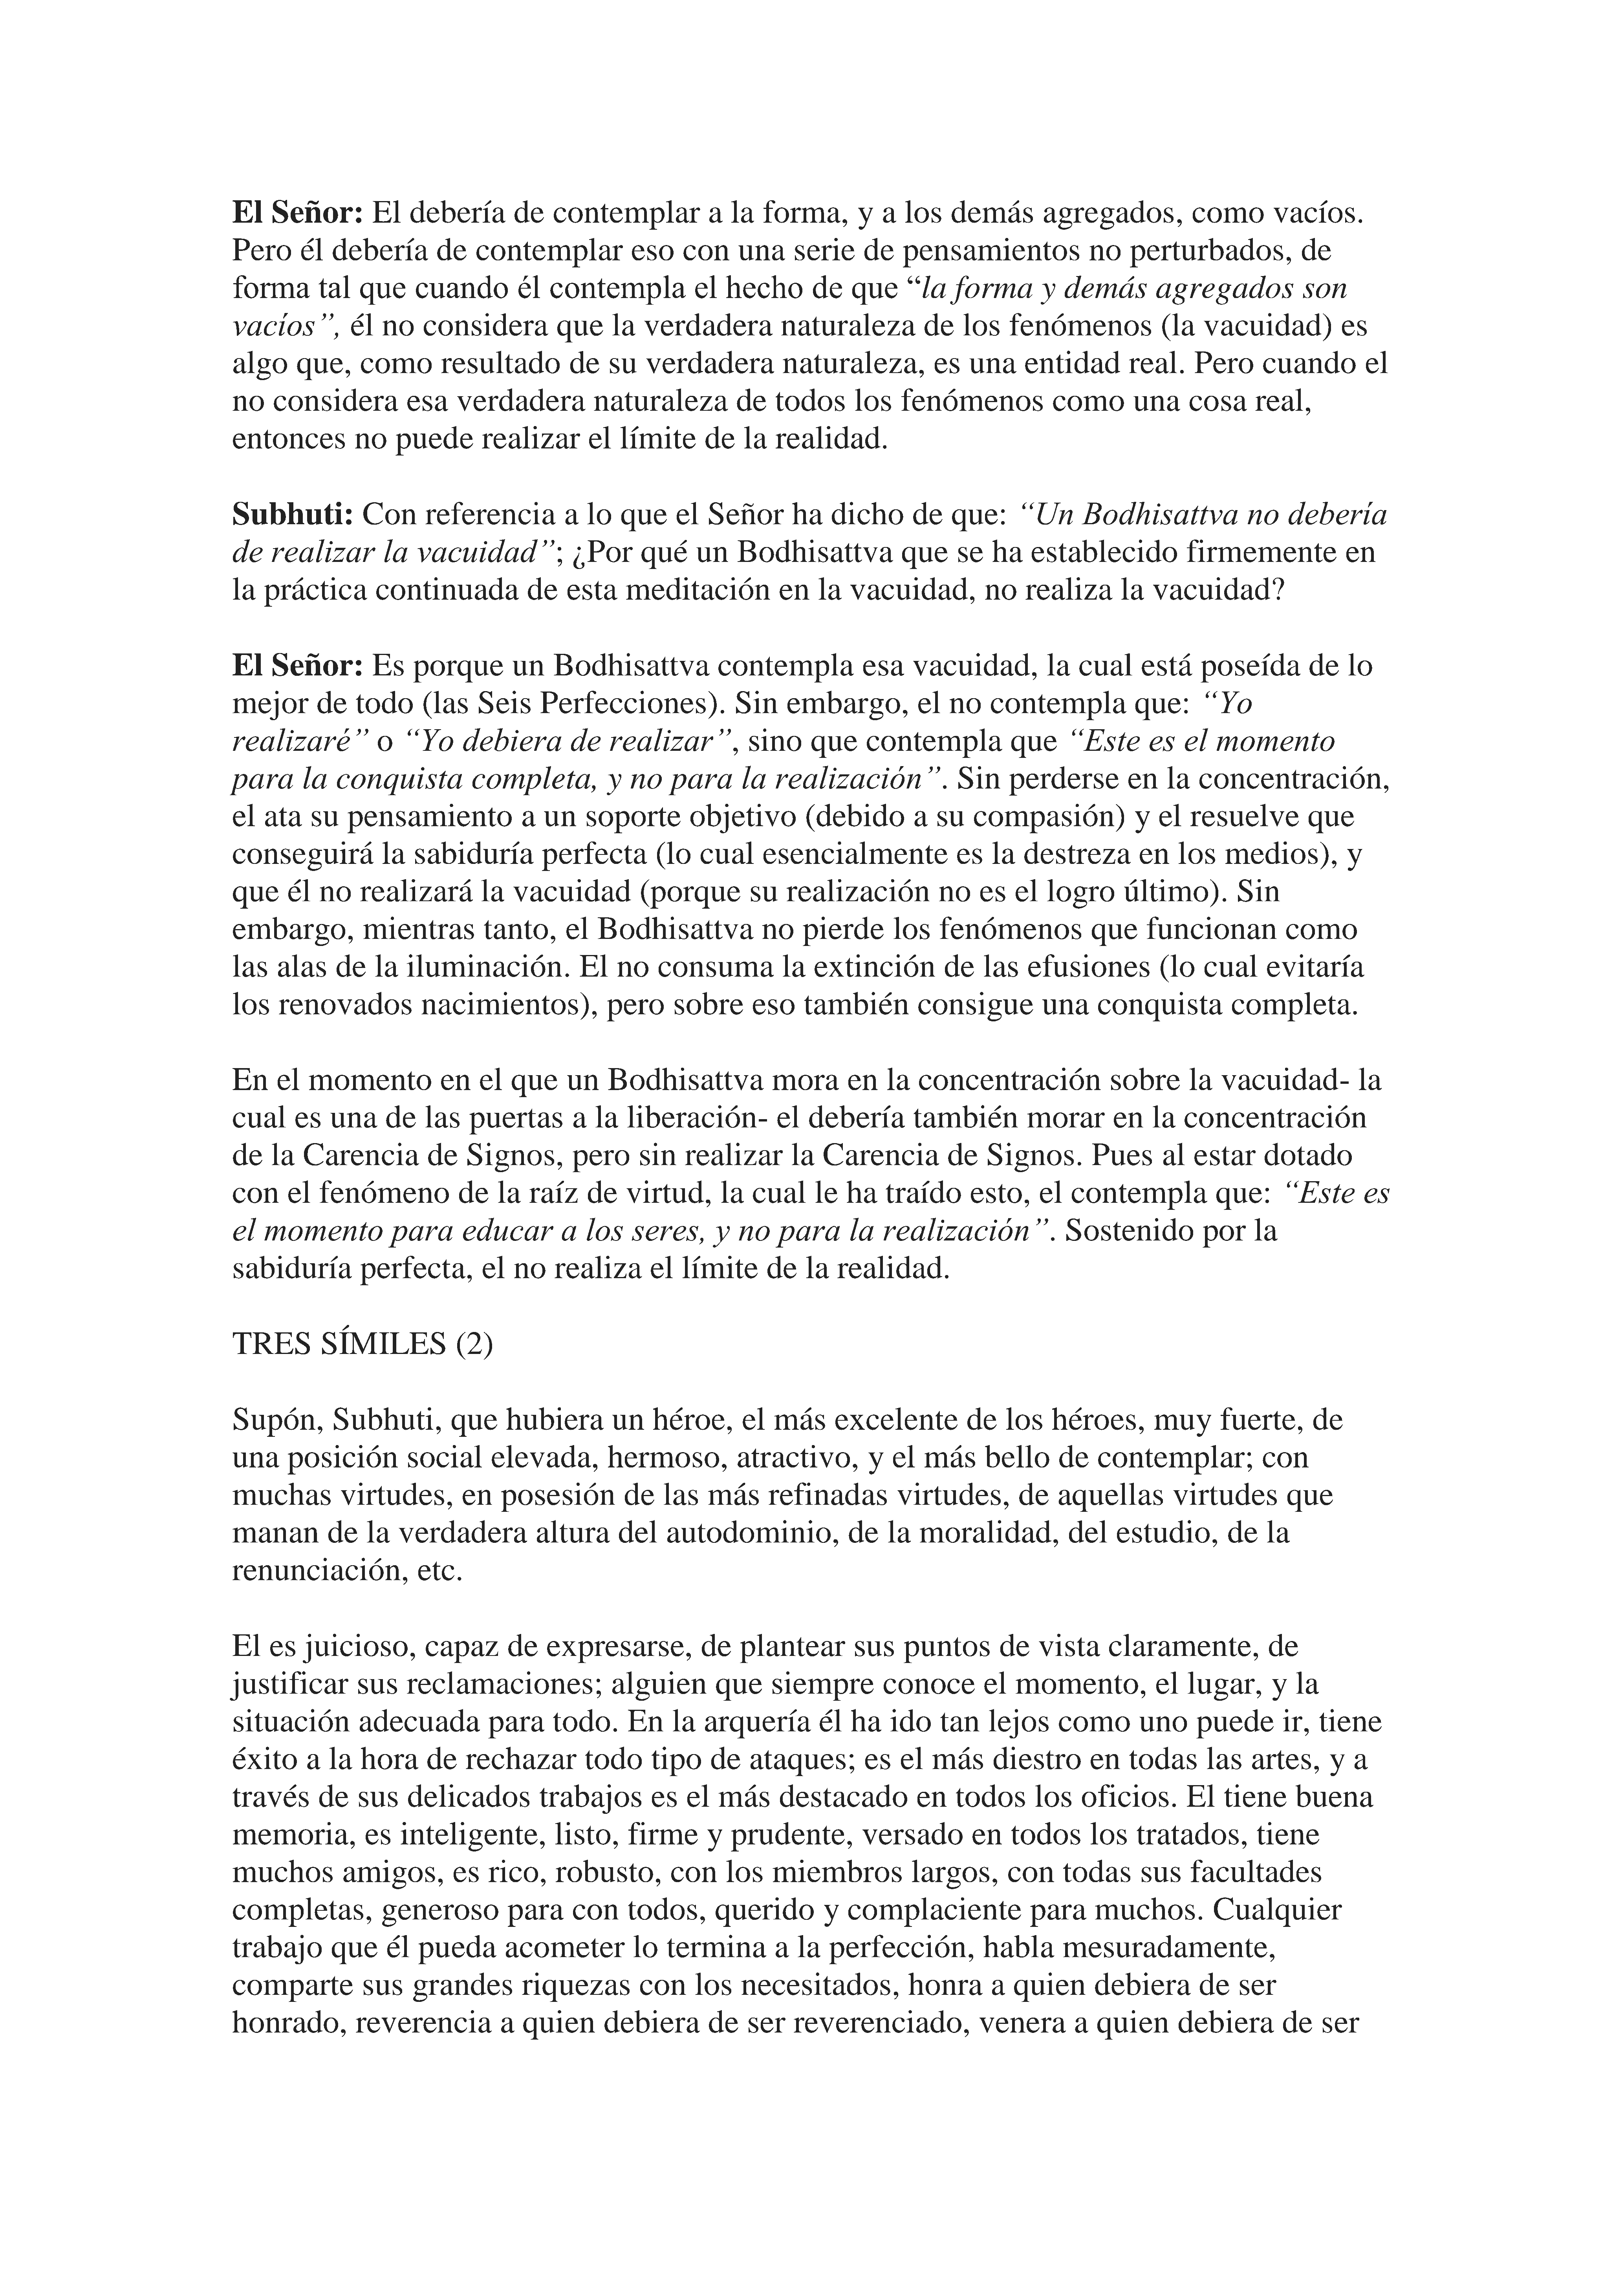 El Señor: El debería de contemplar a la forma, y a los demás agregados, como vacíos.
Pero él debería de contemplar eso con una serie de pensamientos no perturbados, de
forma tal que cuando él contempla el hecho de que “la forma y demás agregados son
vacíos”, él no considera que la verdadera naturaleza de los fenómenos (la vacuidad) es
algo que, como resultado de su verdadera naturaleza, es una entidad real. Pero cuando el
no considera esa verdadera naturaleza de todos los fenómenos como una cosa real,
entonces no puede realizar el límite de la realidad.
Subhuti: Con referencia a lo que el Señor ha dicho de que: “Un Bodhisattva no debería
de realizar la vacuidad”; ¿Por qué un Bodhisattva que se ha establecido firmemente en
la práctica continuada de esta meditación en la vacuidad, no realiza la vacuidad?
El Señor: Es porque un Bodhisattva contempla esa vacuidad, la cual está poseída de lo
mejor de todo (las Seis Perfecciones). Sin embargo, el no contempla que: “Yo
realizaré” o “Yo debiera de realizar”, sino que contempla que “Este es el momento
para la conquista completa, y no para la realización”. Sin perderse en la concentración,
el ata su pensamiento a un soporte objetivo (debido a su compasión) y el resuelve que
conseguirá la sabiduría perfecta (lo cual esencialmente es la destreza en los medios), y
que él no realizará la vacuidad (porque su realización no es el logro último). Sin
embargo, mientras tanto, el Bodhisattva no pierde los fenómenos que funcionan como
las alas de la iluminación. El no consuma la extinción de las efusiones (lo cual evitaría
los renovados nacimientos), pero sobre eso también consigue una conquista completa.
En el momento en el que un Bodhisattva mora en la concentración sobre la vacuidad- la
cual es una de las puertas a la liberación- el debería también morar en la concentración
de la Carencia de Signos, pero sin realizar la Carencia de Signos. Pues al estar dotado
con el fenómeno de la raíz de virtud, la cual le ha traído esto, el contempla que: “Este es
el momento para educar a los seres, y no para la realización”. Sostenido por la
sabiduría perfecta, el no realiza el límite de la realidad.
TRES SÍMILES (2)
Supón, Subhuti, que hubiera un héroe, el más excelente de los héroes, muy fuerte, de
una posición social elevada, hermoso, atractivo, y el más bello de contemplar; con
muchas virtudes, en posesión de las más refinadas virtudes, de aquellas virtudes que
manan de la verdadera altura del autodominio, de la moralidad, del estudio, de la
renunciación, etc.
El es juicioso, capaz de expresarse, de plantear sus puntos de vista claramente, de
justificar sus reclamaciones; alguien que siempre conoce el momento, el lugar, y la
situación adecuada para todo. En la arquería él ha ido tan lejos como uno puede ir, tiene
éxito a la hora de rechazar todo tipo de ataques; es el más diestro en todas las artes, y a
través de sus delicados trabajos es el más destacado en todos los oficios. El tiene buena
memoria, es inteligente, listo, firme y prudente, versado en todos los tratados, tiene
muchos amigos, es rico, robusto, con los miembros largos, con todas sus facultades
completas, generoso para con todos, querido y complaciente para muchos. Cualquier
trabajo que él pueda acometer lo termina a la perfección, habla mesuradamente,
comparte sus grandes riquezas con los necesitados, honra a quien debiera de ser
honrado, reverencia a quien debiera de ser reverenciado, venera a quien debiera de ser